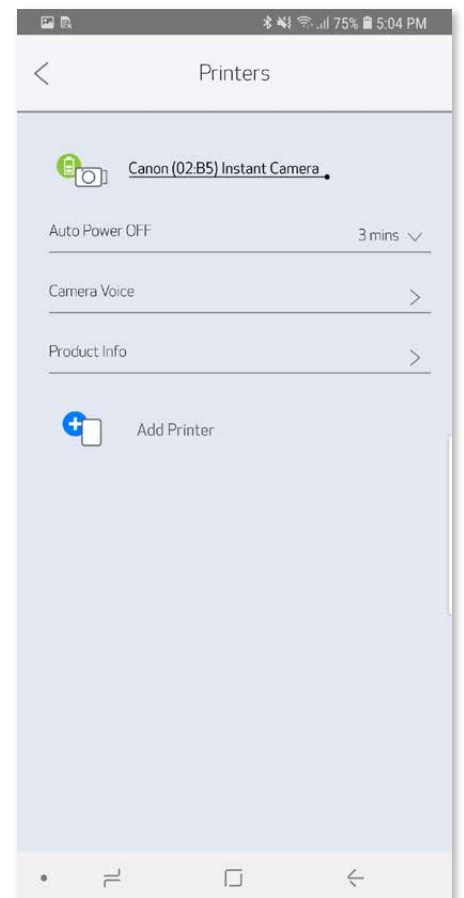 75% 5:04 PM
Printers
Canon (02:B5) Instant Camera
Auto Power OFF 3 mins
Camera Voice
Product Info
Add Printer